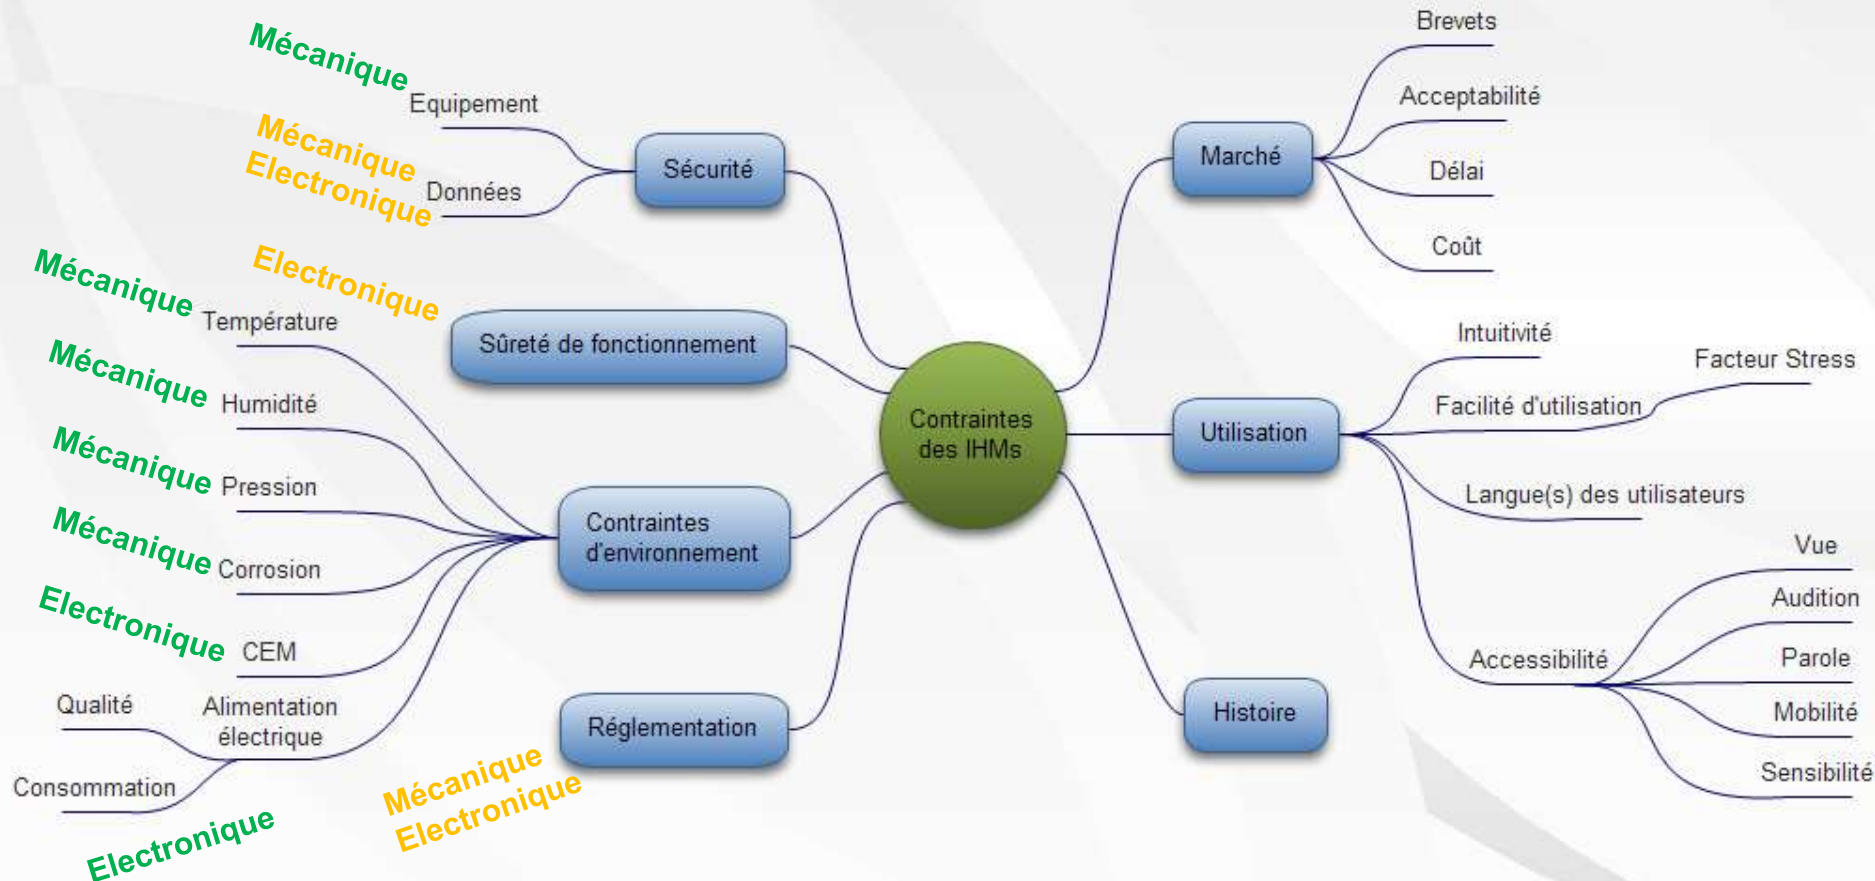 Mécanique
Equipement
Mécanique
Electronique
Données
Sécurité
Electronique
Sûreté de fonctionnement
Mécanique
Température
Mécanique
Humidité
Mécanique
Pression
Mécanique
Corrosion
Electronique
CEM
Qualité
Alimentation
électrique
Consommation
Electronique
Contraintes
d'environnement
Réglementation
Mécanique
Electronique
Contraintes
des IHMs
Marché
Brevets
Acceptabilité
Délai
Coût
Utilisation
Intuitivité
Facilité d'utilisation
Facteur Stress
Langue(s) des utilisateurs
Accessibilité
Vue
Audition
Parole
Mobilité
Sensibilité
Histoire